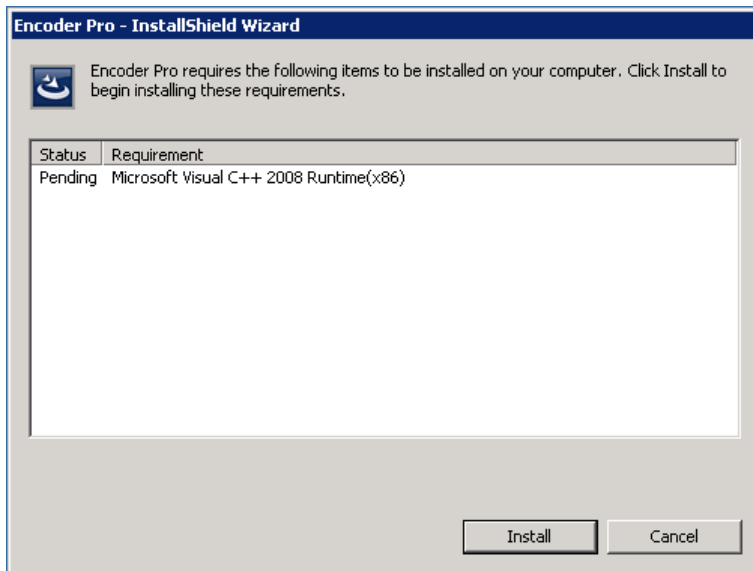 Encoder Pro - InstallShield Wizard
Encoder Pro requires the following items to be installed on your computer. Click Install to
begin installing these requirements.
Status Requirement
Pending Microsoft Visual C++ 2008 Runtime(x86)
Install Cancel